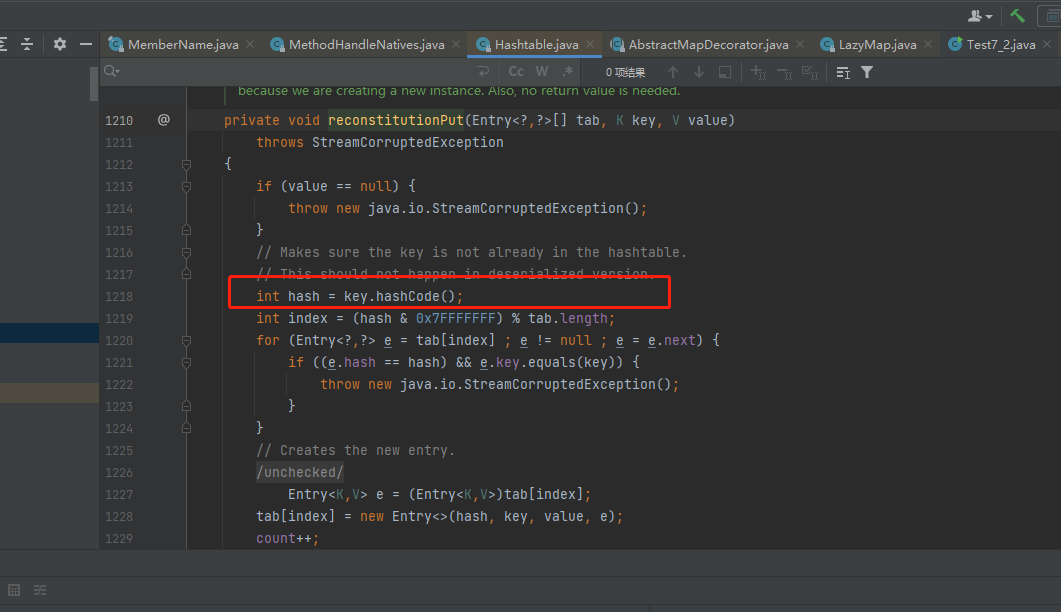 MemberName.java
MethodHandleNatives.java
Hashtable.java
AbstractMapDecorator.java
LazyMap.java
Test7_2.java
Cc W .* 0 项结果
because we are creating a new instance. Also, no return value is needed.
1210 @ private void reconstitutionPut(Entry<?,?>[] tab, K key, V value)
1211 throws StreamCorruptedException
1212 {
1213 if (value == null) {
1214 throw new java.io.StreamCorruptedException();
1215 }
1216 // Makes sure the key is not already in the hashtable.
1217 // This should not happen in deserialized version.
1218 int hash = key.hashCode();
1219 int index = (hash & 0x7FFFFFFF) % tab.length;
1220 for (Entry<?,?> e = tab[index] ; e != null ; e = e.next) {
1221 if ((e.hash == hash) && e.key.equals(key)) {
1222 throw new java.io.StreamCorruptedException();
1223 }
1224 }
1225 // Creates the new entry.
1226 /unchecked/
1227 Entry<K,V> e = (Entry<K,V>)tab[index];
1228 tab[index] = new Entry<>(hash, key, value, e);
1229 count++;